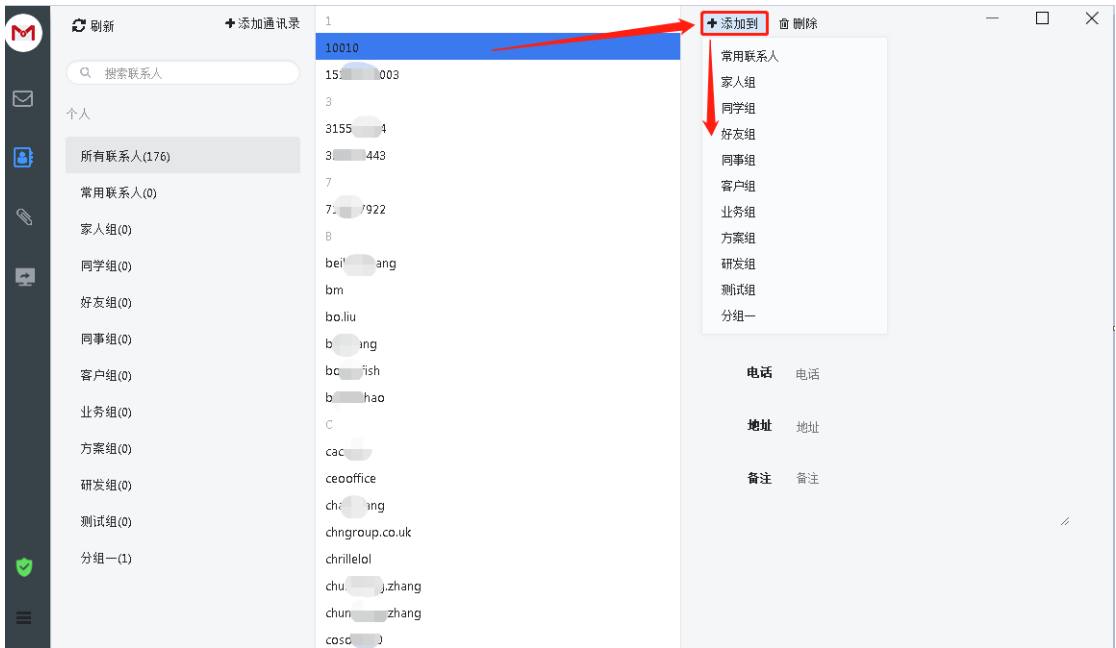 刷新
添加通讯录
搜索联系人
个人
所有联系人(176)
常用联系人(0)
家人组(0)
同学组(0)
好友组(0)
同事组(0)
客户组(0)
业务组(0)
方案组(0)
研发组(0)
测试组(0)
分组一(1)
1
10010
3
7
B
bm
bo.liu
C
ceooffice
chngroup.co.uk
chrillelol
添加到
删除
常用联系人
家人组
同学组
好友组
同事组
客户组
业务组
方案组
研发组
测试组
分组一
电话 电话
地址 地址
备注 备注